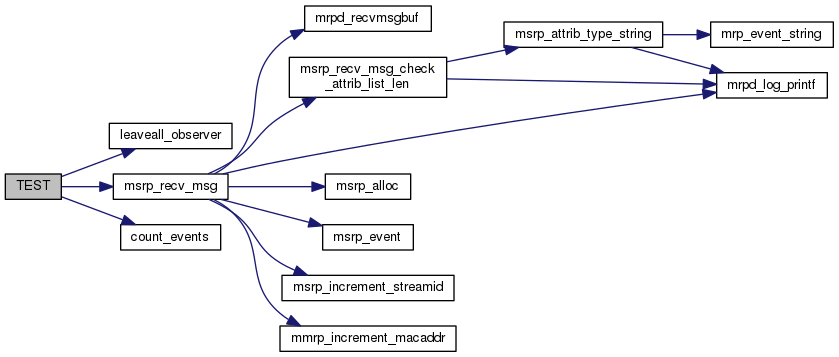 TEST
leaveall_observer
msrp_recv_msg
count_events
mrpd_recvmsgbuf
msrp_recv_msg_check
_attrib_list_len
msrp_alloc
msrp_event
msrp_increment_streamid
mmrp_increment_macaddr
msrp_attrib_type_string
mrp_event_string
mrpd_log_printf